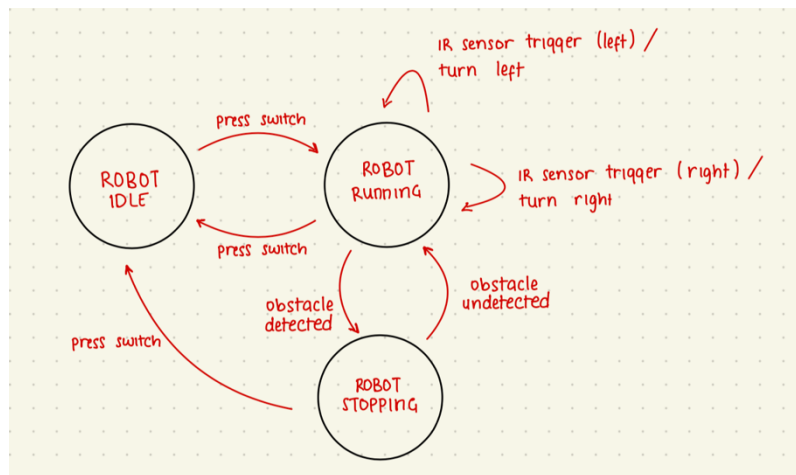 IR sensor trigger (left) /
turn left
press switch
ROBOT
IDLE
ROBOT
RUNNING
IR sensor trigger (right) /
turn right
press switch
obstacle
detected
obstacle
undetected
press switch
ROBOT
STOPPING